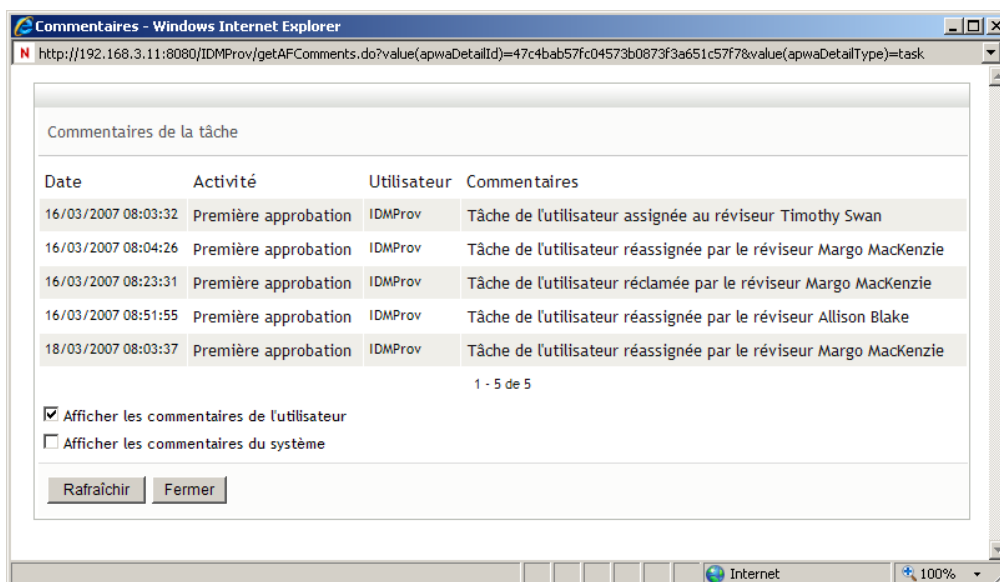 Commentaires - Windows Internet Explorer
N http://192.168.3.11:8080/IDMProv/getAFComments.do?value(apwaDetailId)=47c4bab57fc04573b0873f3a651c57f7&value(apwaDetailType)=task
Commentaires de la tâche
Date Activité Utilisateur Commentaires
16/03/2007 08:03:32 Première approbation IDMProv Tâche de l'utilisateur assignée au réviseur Timothy Swan
16/03/2007 08:04:26 Première approbation IDMProv Tâche de l'utilisateur réassignée par le réviseur Margo MacKenzie
16/03/2007 08:23:31 Première approbation IDMProv Tâche de l'utilisateur réclamée par le réviseur Margo MacKenzie
16/03/2007 08:51:55 Première approbation IDMProv Tâche de l'utilisateur réassignée par le réviseur Allison Blake
18/03/2007 08:03:37 Première approbation IDMProv Tâche de l'utilisateur réassignée par le réviseur Margo MacKenzie
1 - 5 de 5
Afficher les commentaires de l'utilisateur
Afficher les commentaires du système
Rafraîchir Fermer
Internet 100%